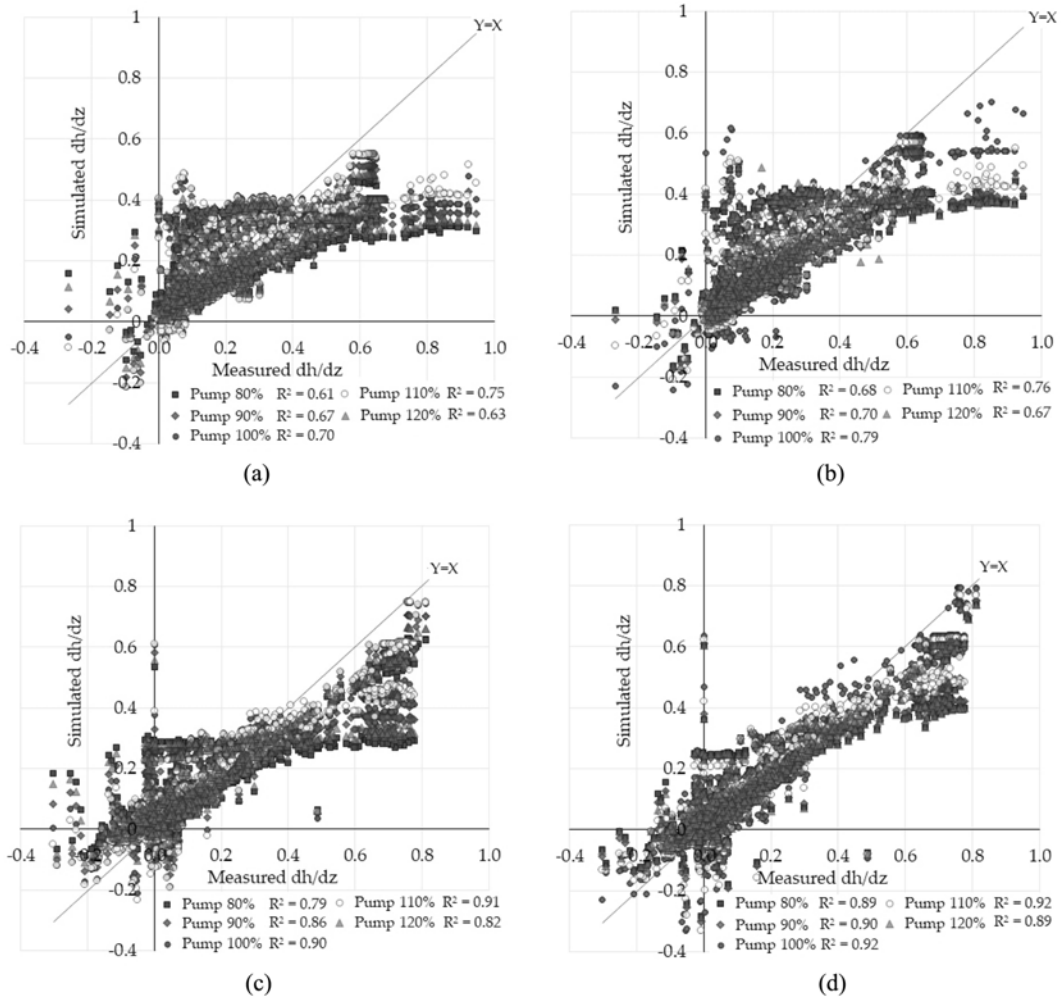 1
Y=X
0.8
0.6
0.4
0.2
0
-0.4 -0.2 0.0 0.2 0.4 0.6 0.8 1.0
-0.2
-0.4
Simulated dh/dz
Measured dh/dz
Pump 80% R² = 0.61 Pump 110% R² = 0.75
Pump 90% R² = 0.67 Pump 120% R² = 0.63
Pump 100% R² = 0.70
(a)
1
Y=X
0.8
0.6
0.4
0.2
0
-0.4 -0.2 0.0 0.2 0.4 0.6 0.8 1.0
-0.2
-0.4
Simulated dh/dz
Measured dh/dz
Pump 80% R² = 0.68 Pump 110% R² = 0.76
Pump 90% R² = 0.70 Pump 120% R² = 0.67
Pump 100% R² = 0.79
(b)
1
Y=X
0.8
0.6
0.4
0.2
0
-0.4 -0.2 0.0 0.2 0.4 0.6 0.8 1.0
-0.2
-0.4
Simulated dh/dz
Measured dh/dz
Pump 80% R² = 0.79 Pump 110% R² = 0.91
Pump 90% R² = 0.86 Pump 120% R² = 0.82
Pump 100% R² = 0.90
(c)
1
Y=X
0.8
0.6
0.4
0.2
0
-0.4 -0.2 0.0 0.2 0.4 0.6 0.8 1.0
-0.2
-0.4
Simulated dh/dz
Measured dh/dz
Pump 80% R² = 0.89 Pump 110% R² = 0.92
Pump 90% R² = 0.90 Pump 120% R² = 0.89
Pump 100% R² = 0.92
(d)